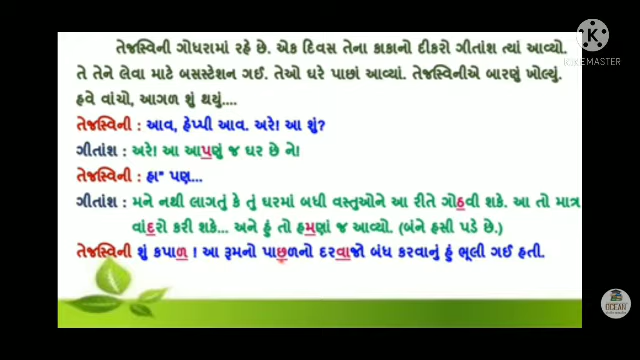 તેજસ્વિની ગોધરામાં રહે છે. એક દિવસ તેના કાકાનો દીકરો ગીતાંશ ત્યાં આવ્યો.
તે તેને લેવા માટે બસસ્ટેશન ગઈ. તેઓ ઘરે પાછાં આવ્યાં. તેજસ્વિનીએ બારણું ખોલ્યું.
હવે વાંચો, આગળ શું થયું....
તેજસ્વિની : આવ, હેપ્પી આવ. અરે! આ શું?
ગીતાંશ : અરે! આ આપણું જ ઘર છે ને!
તેજસ્વિની : હા" પણ...
ગીતાંશ : મને નથી લાગતું કે તું ઘરમાં બધી વસ્તુઓને આ રીતે ગોઠવી શકે. આ તો માત્ર
વાંદરો કરી શકે... અને હું તો હમણાં જ આવ્યો. (બંને હસી પડે છે.)
તેજસ્વિની શું કપાળ ! આ રૂમનો પાછળનો દરવાજો બંધ કરવાનું હું ભૂલી ગઈ હતી.
KINEMASTER
OCEAN